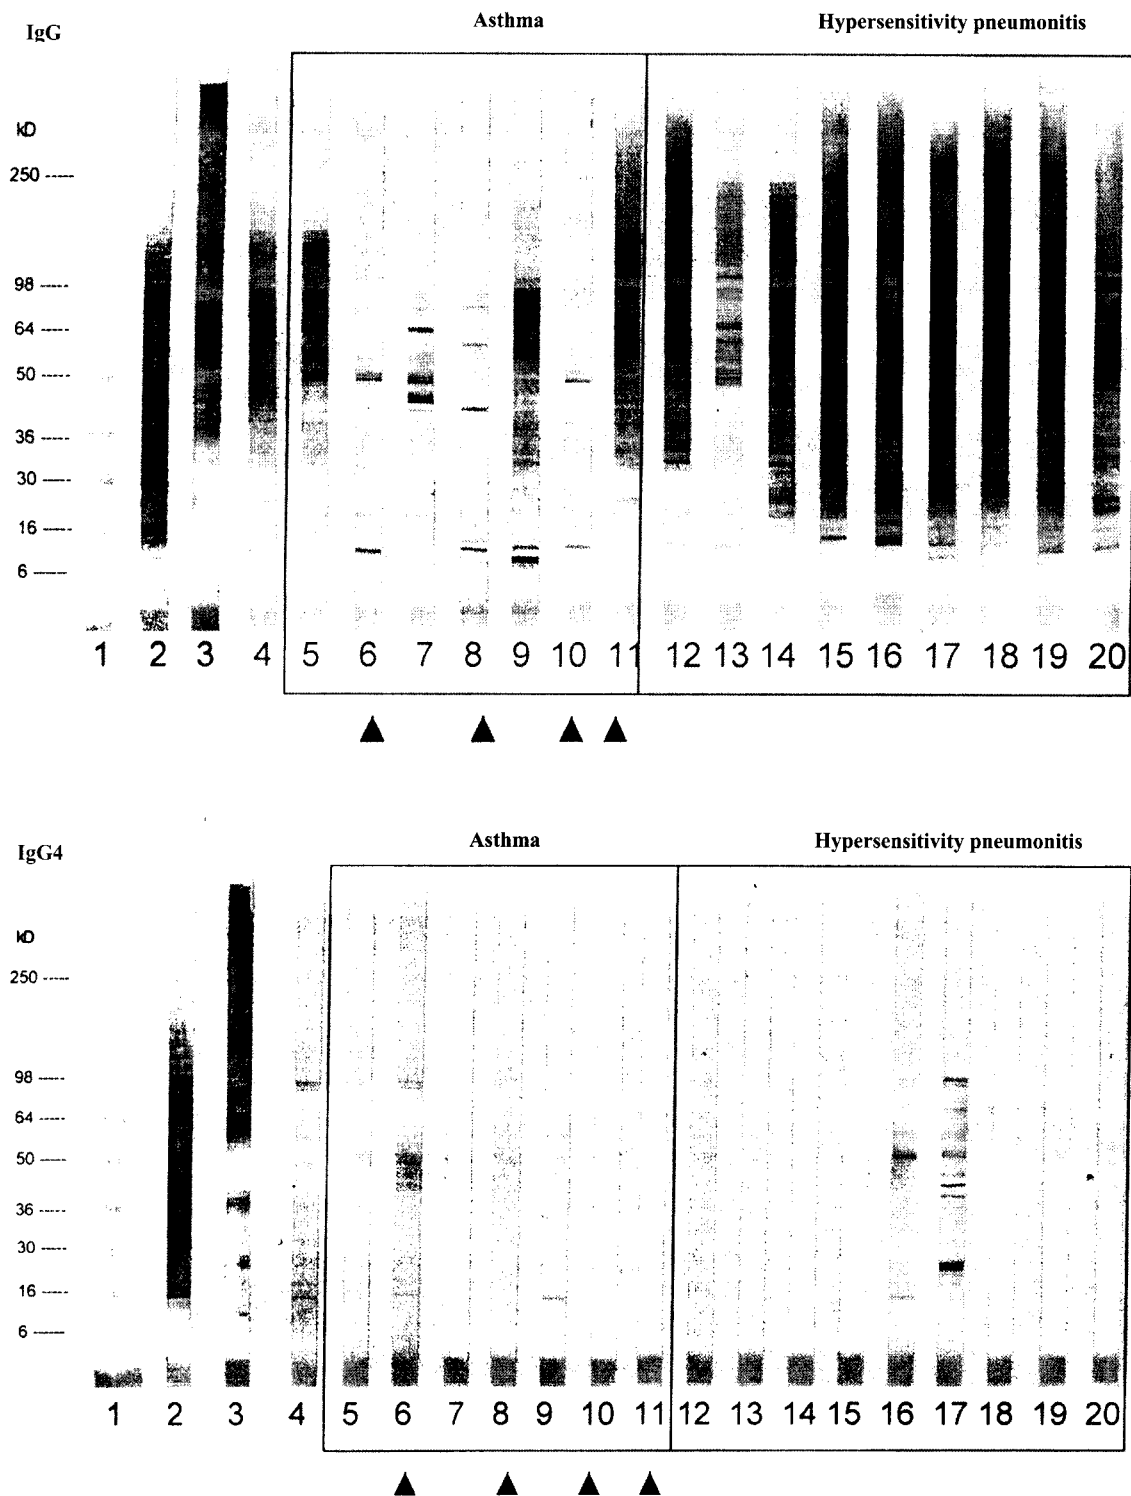 Asthma Hypersensitivity pneumonitis
IgG
kD
250 -----
98 -----
64 -----
50 -----
36 -----
30 -----
16 -----
6 -----
1 2 3 4 5 6 7 8 9 10 11 12 13 14 15 16 17 18 19 20
Asthma Hypersensitivity pneumonitis
IgG4
kD
250 -----
98 -----
64 -----
50 -----
36 -----
30 -----
16 -----
6 -----
1 2 3 4 5 6 7 8 9 10 11 12 13 14 15 16 17 18 19 20